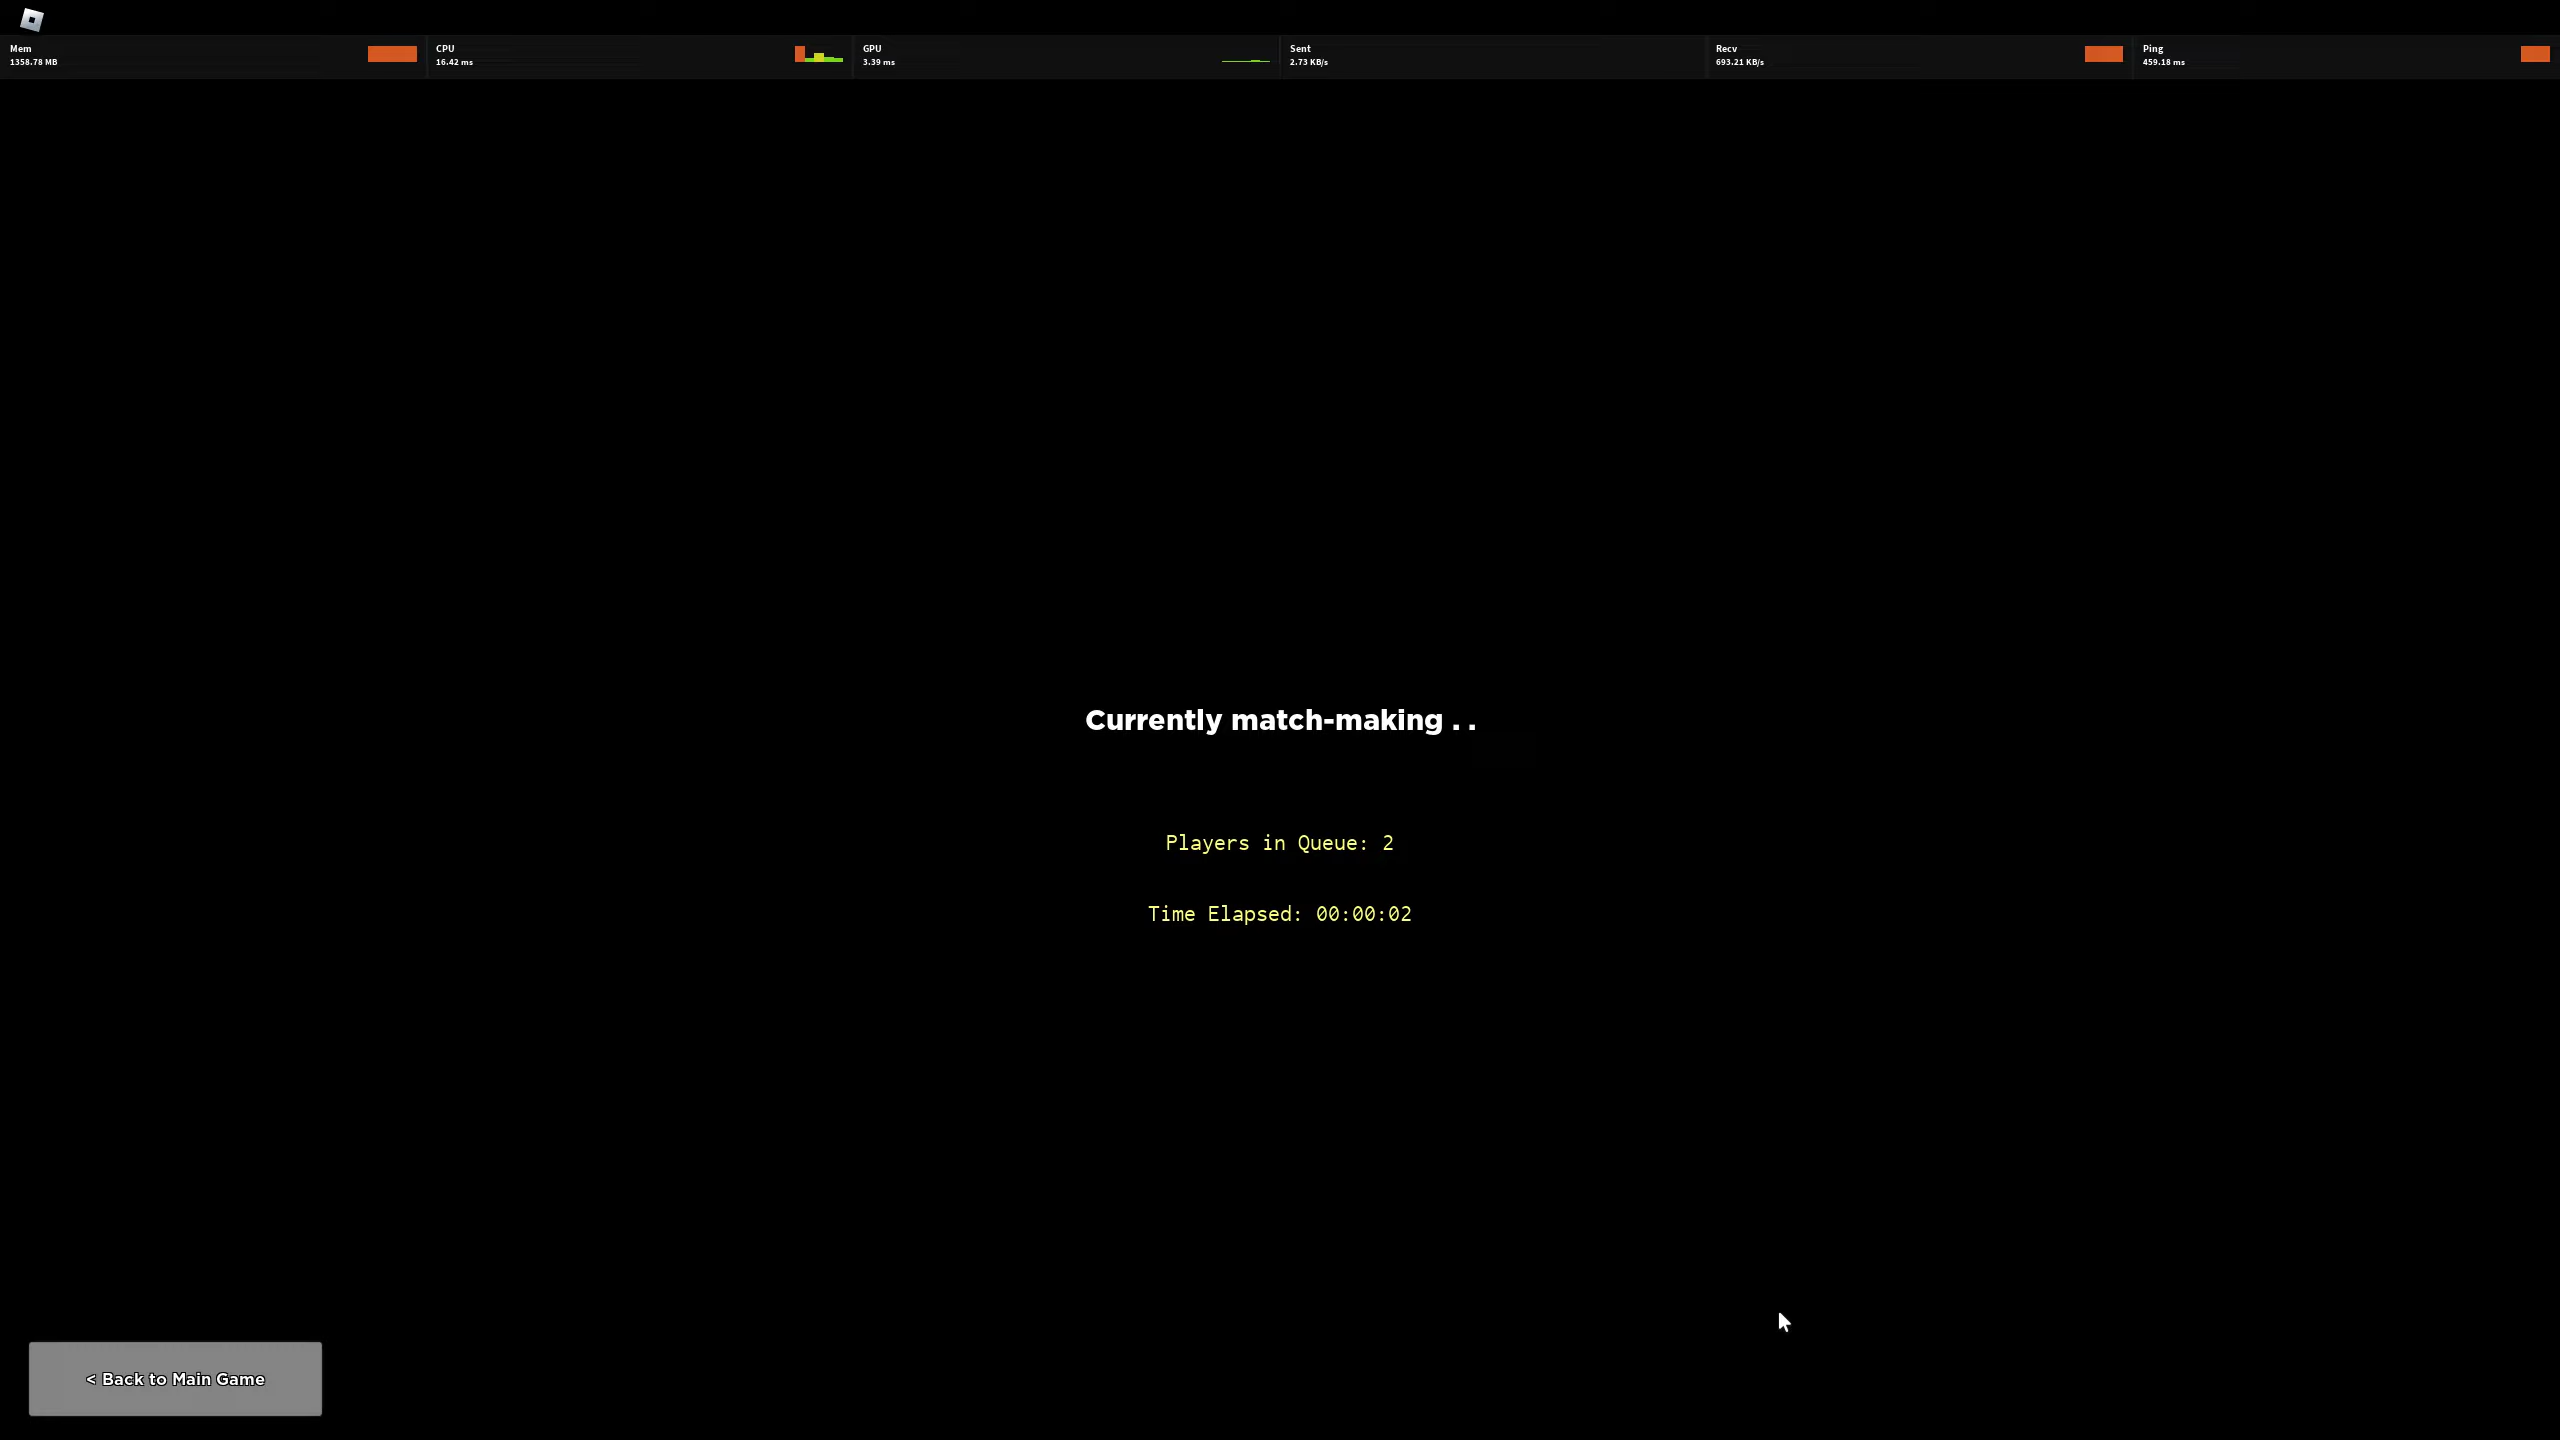 Mem CPU GPU Sent Recv Ping
1358.78 MB 16.42 ms 3.39 ms 2.73 KB/s 693.21 KB/s 459.18 ms
Currently match-making . .
Players in Queue: 2
Time Elapsed: 00:00:02
< Back to Main Game